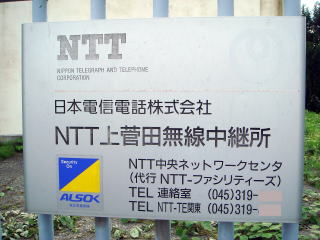 NTT
NIPPON TELEGRAPH AND TELEPHONE
CORPORATION
日本電信電話株式会社
NTT上菅田無線中継所
Security
On
ALSOK
NTT中央ネットワークセンタ
(代行 NTT-ファシリティーズ)
TEL 連絡室 (045)319-
TEL NTT-TE関東 (045)319-